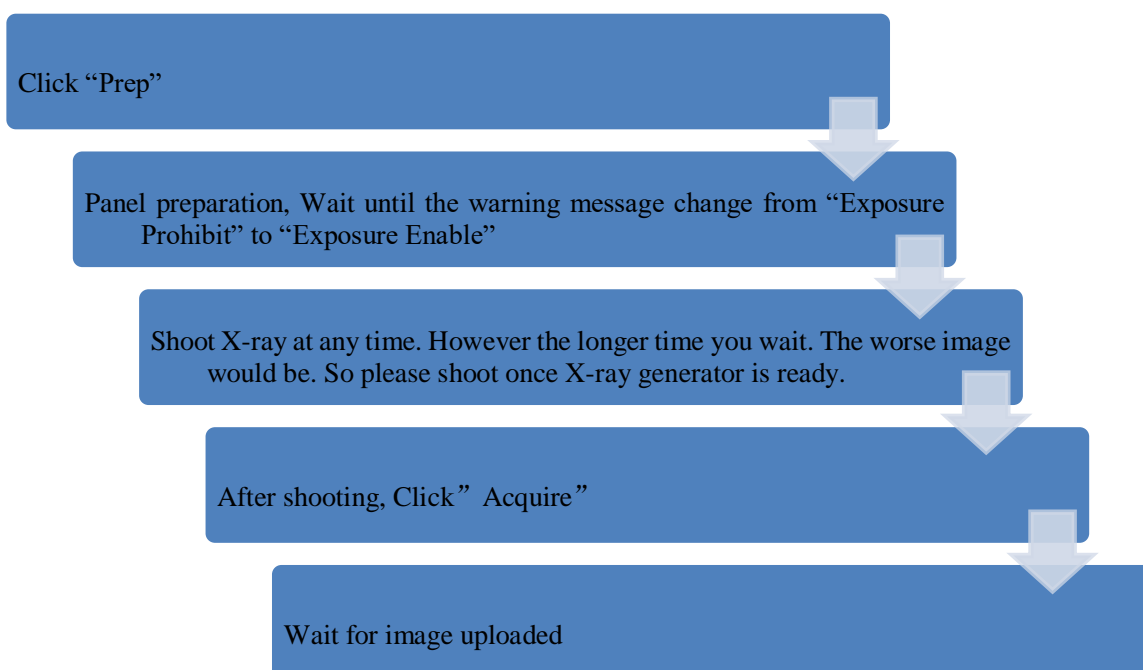 Click “Prep”
Panel preparation, Wait until the warning message change from “Exposure
Prohibit” to “Exposure Enable”
Shoot X-ray at any time. However the longer time you wait. The worse image
would be. So please shoot once X-ray generator is ready.
After shooting, Click” Acquire”
Wait for image uploaded